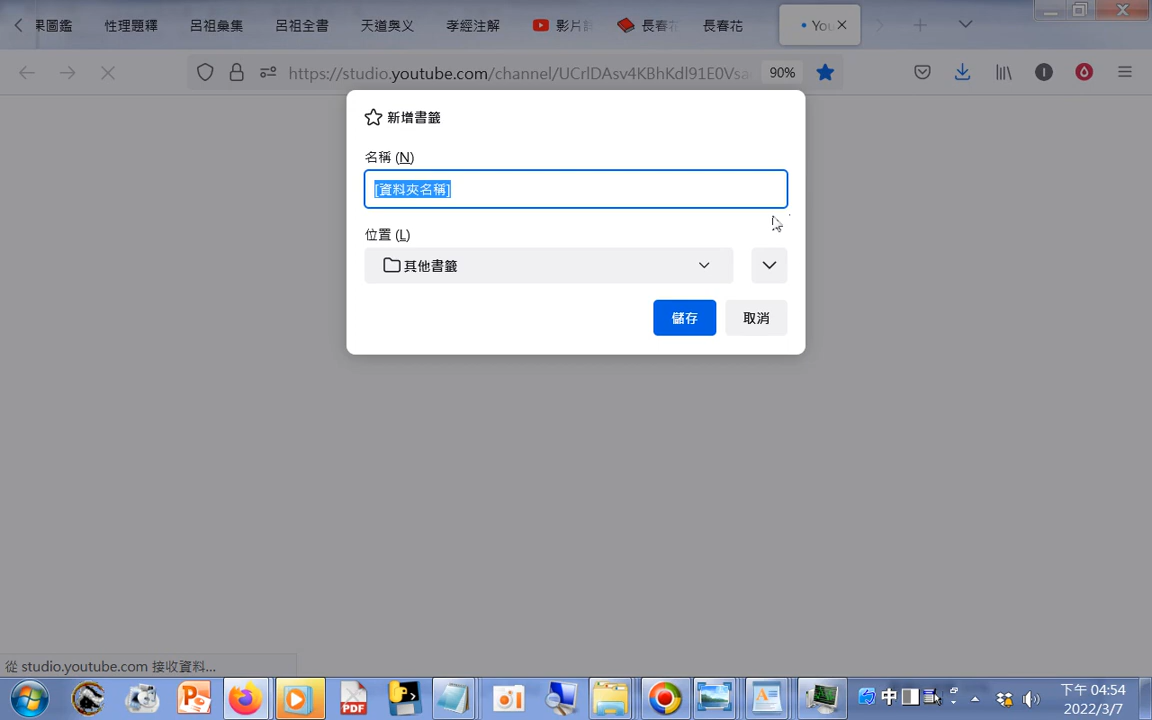 果圖鑑 性理題釋 呂祖彙集 呂祖全書 天道奧义 孝經注解 影片 長春花 長春花 You
https://studio.youtube.com/channel/UCrlDAsv4KBhKdl91E0Vsa 90%
新增書籤
名稱 (N)
[資料夾名稱]
位置 (L)
其他書籤
儲存 取消
從 studio.youtube.com 接收資料...
中 下午 04:54
2022/3/7